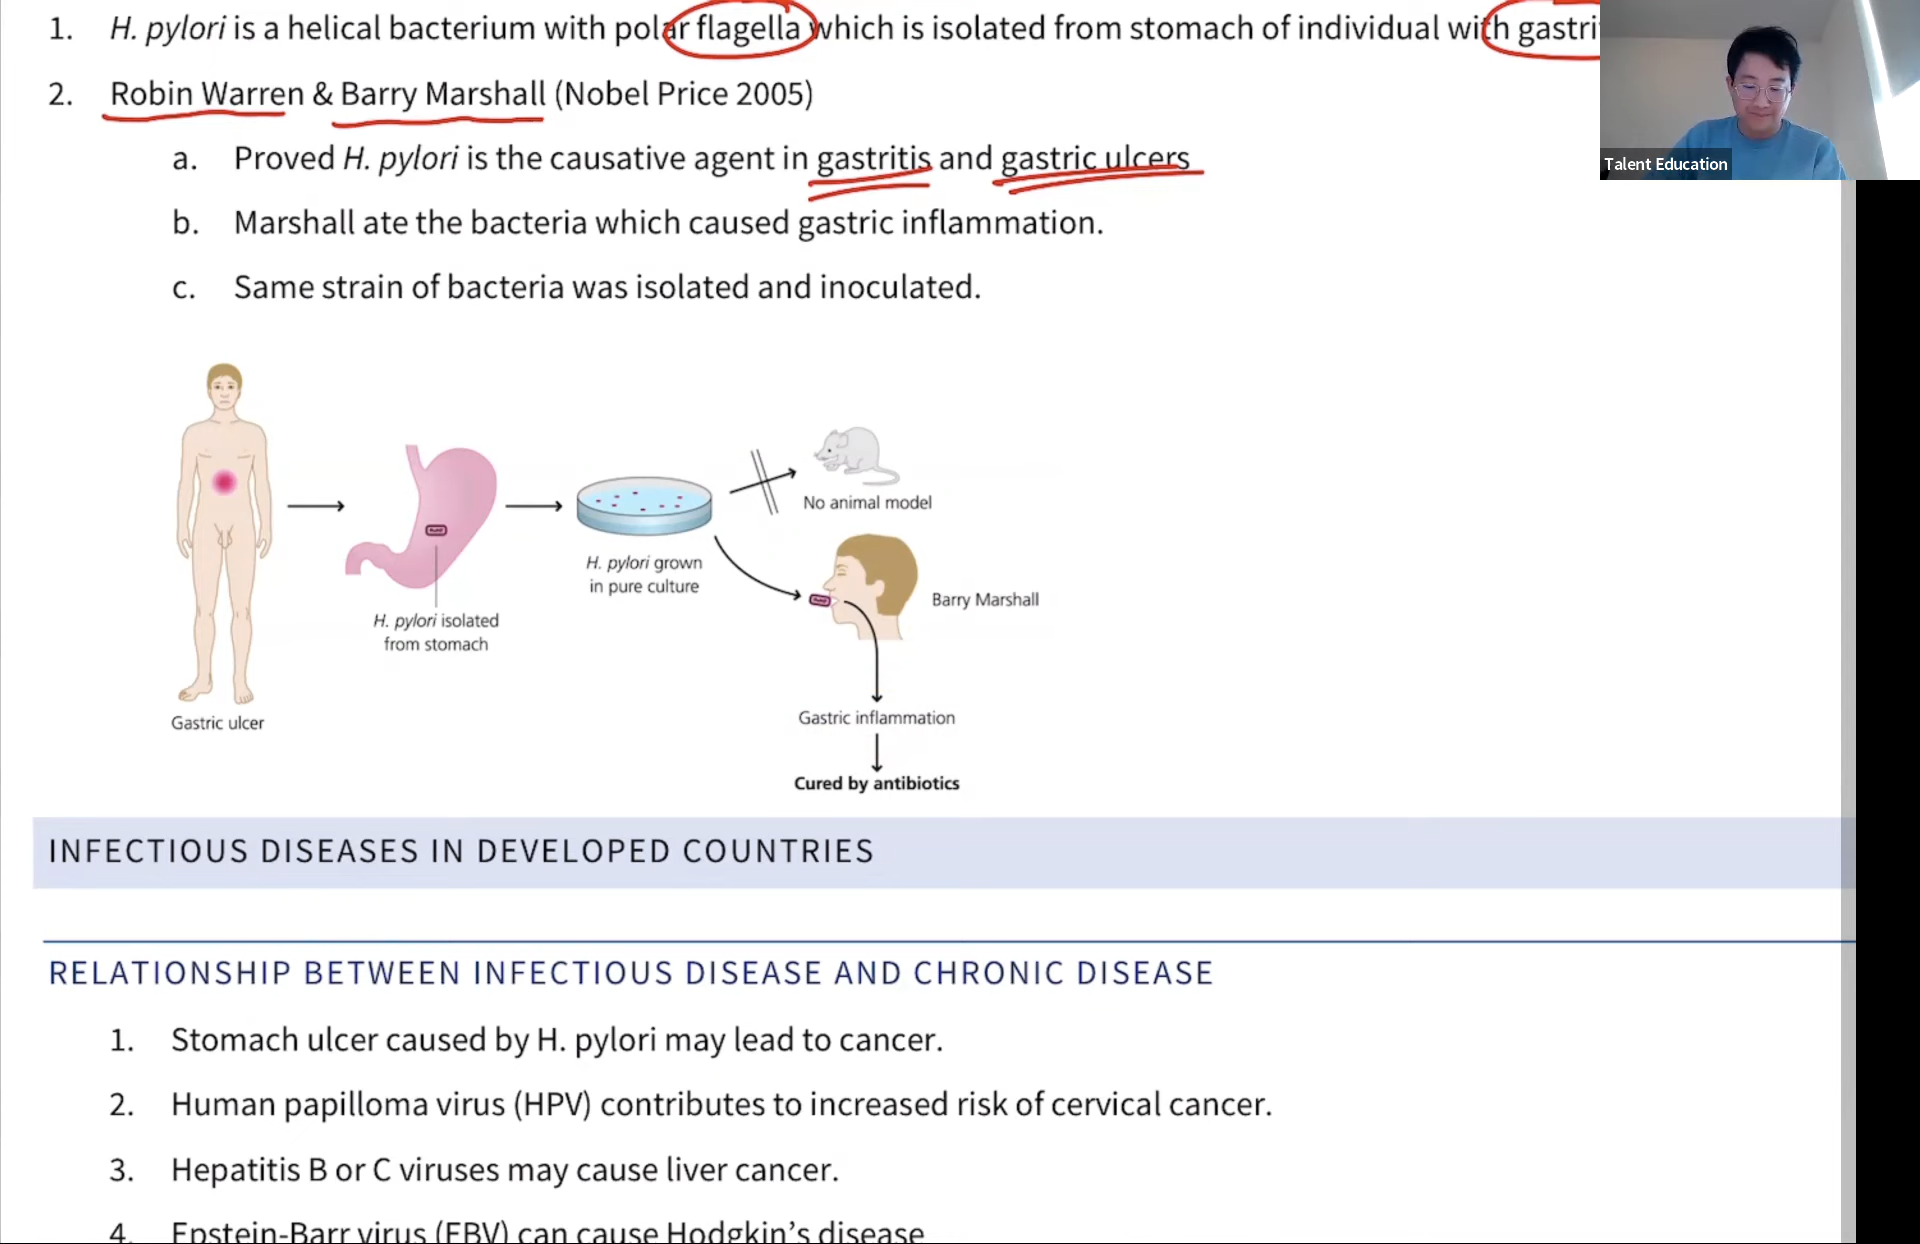 1. H. pylori is a helical bacterium with polar flagella which is isolated from stomach of individual with
2. Robin Warren & Barry Marshall (Nobel Price 2005)
Talent Education
a. Proved H. pylori is the causative agent in gastritis and gastric ulcers
b. Marshall ate the bacteria which caused gastric inflammation.
c. Same strain of bacteria was isolated and inoculated.
No animal model
H. pylori grown
in pure culture
Barry Marshall
H. pylori isolated
from stomach
Gastric ulcer
Gastric inflammation
Cured by antibiotics
INFECTIOUS DISEASES IN DEVELOPED COUNTRIES
RELATIONSHIP BETWEEN INFECTIOUS DISEASE AND CHRONIC DISEASE
1. Stomach ulcer caused by H. pylori may lead to cancer.
2. Human papilloma virus (HPV) contributes to increased risk of cervical cancer.
3. Hepatitis B or C viruses may cause liver cancer.
4. Epstein-Barr virus (EBV) can cause Hodgkin’s disease